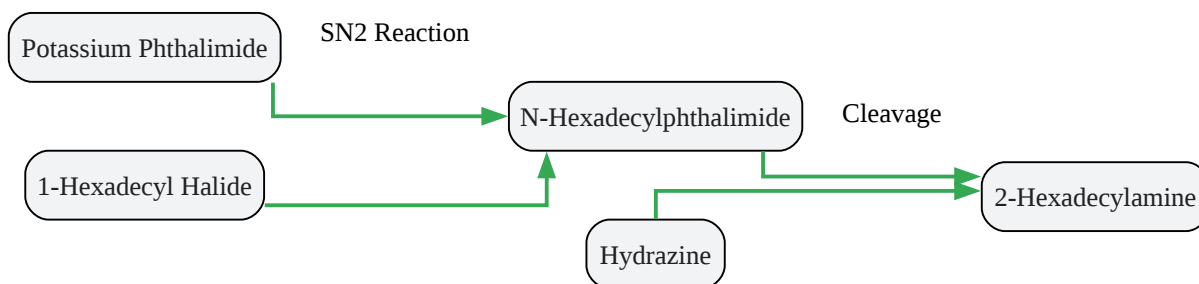 Potassium Phthalimide
SN2 Reaction
N-Hexadecylphthalimide
Cleavage
1-Hexadecyl Halide
2-Hexadecylamine
Hydrazine